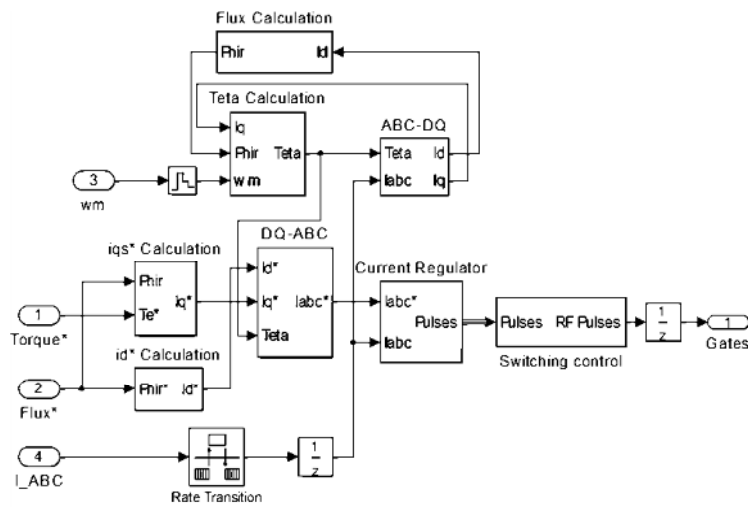 Flux Calculation
Phir Id
Teta Calculation
Iq
Phir Teta
wm
ABC-DQ
Teta Id
Iabc Iq
3
wm
iqs* Calculation
Phir
Iq*
Te*
DQ-ABC
Id*
Iq* Iabc*
Teta
Current Regulator
Iabc*
Pulses
Iabc
Pulses RF Pulses
Switching control
1
z
1
Gates
1
Torque*
id* Calculation
Phir* Id*
2
Flux*
4
I_ABC
Rate Transition
1
z